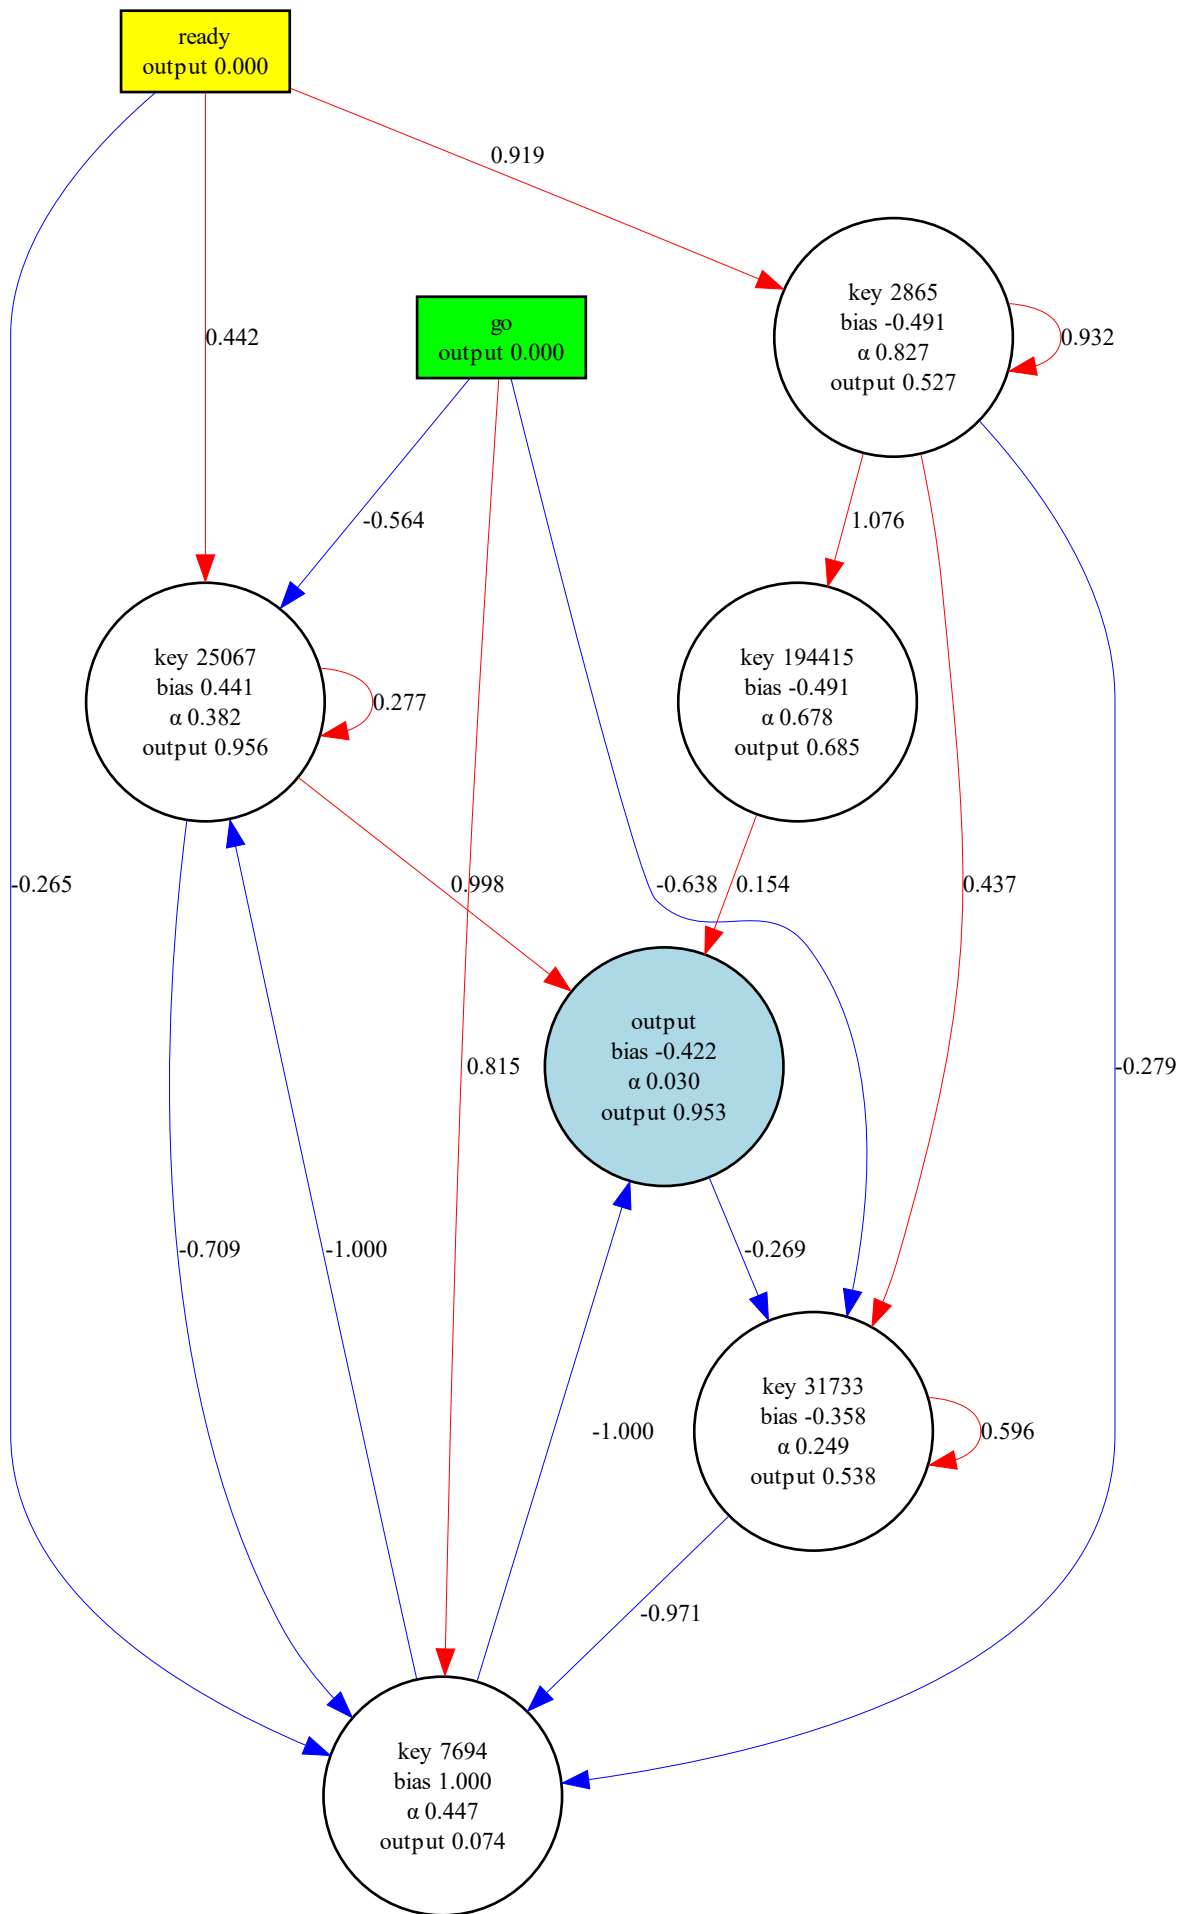 ready
output 0.000
0.919
key 2865
bias -0.491
α 0.827
output 0.527
0.932
go
output 0.000
0.442
-0.564
1.076
key 25067
bias 0.441
α 0.382
output 0.956
0.277
key 194415
bias -0.491
α 0.678
output 0.685
-0.265
0.998
-0.638
0.154
0.437
output
bias -0.422
α 0.030
output 0.953
0.815
-0.279
-0.709
-1.000
-0.269
-1.000
key 31733
bias -0.358
α 0.249
output 0.538
0.596
-0.971
key 7694
bias 1.000
α 0.447
output 0.074